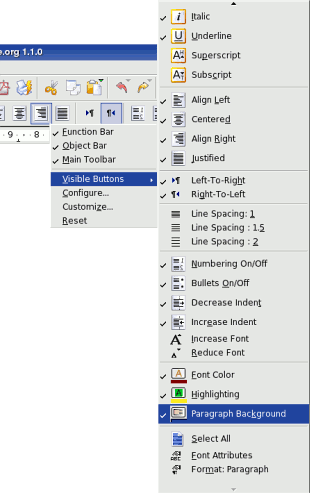 e.org 1.1.0
9 8
Function Bar
Object Bar
Main Toolbar
Visible Buttons
Configure...
Customize...
Reset
Italic
Underline
Superscript
Subscript
Align Left
Centered
Align Right
Justified
Left-To-Right
Right-To-Left
Line Spacing: 1
Line Spacing : 1.5
Line Spacing : 2
Numbering On/Off
Bullets On/Off
Decrease Indent
Increase Indent
Increase Font
Reduce Font
Font Color
Highlighting
Paragraph Background
Select All
Font Attributes
Format: Paragraph